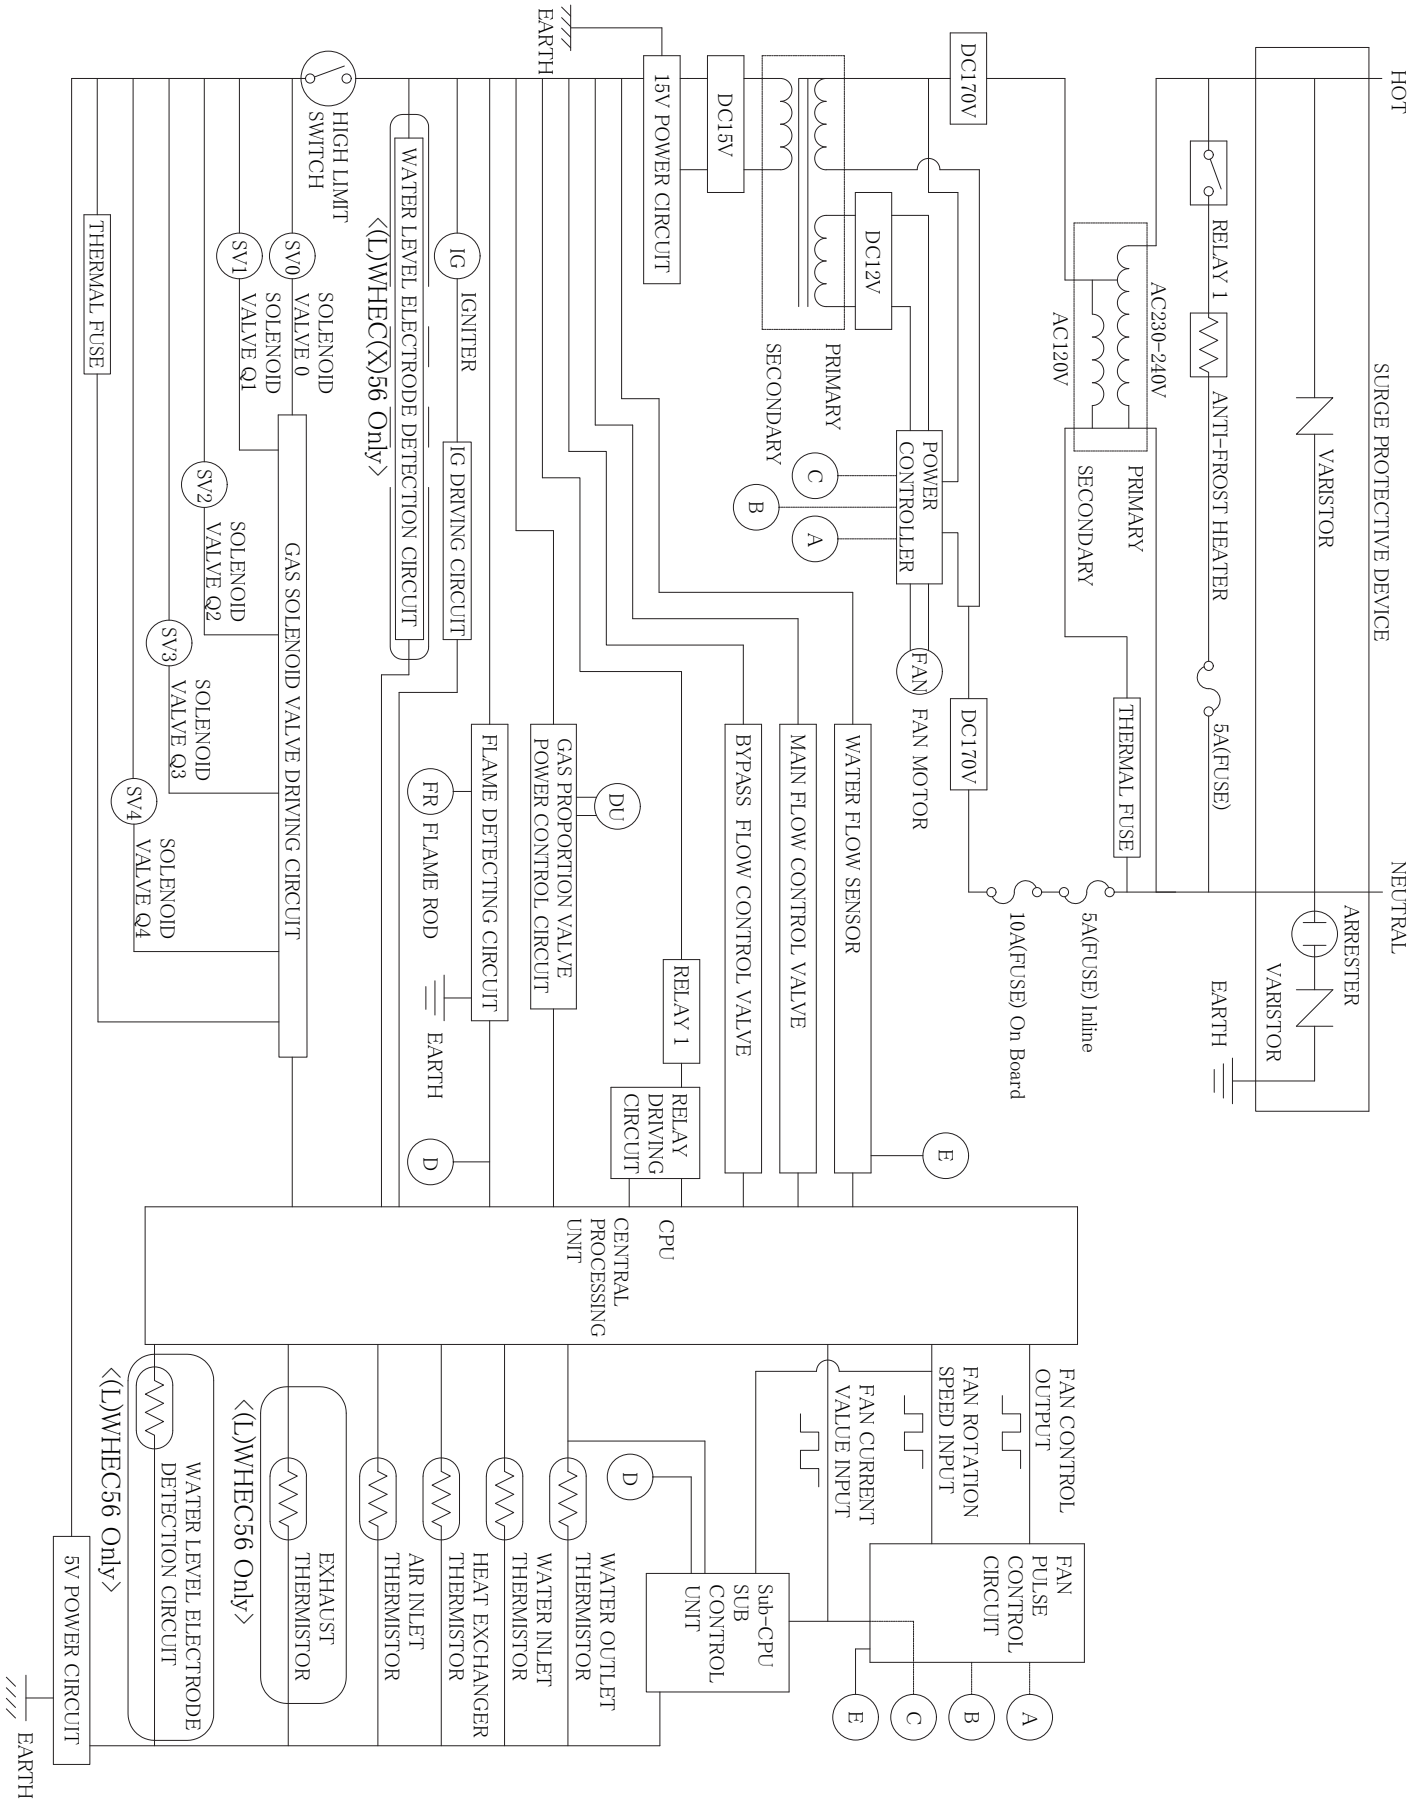 HOT
SURGE PROTECTIVE DEVICE
NEUTRAL
VARISTOR
ARRESTER
VARISTOR
EARTH
RELAY 1
ANTI-FROST HEATER
5A(FUSE)
AC230-240V
AC120V
PRIMARY
SECONDARY
THERMAL FUSE
5A(FUSE) Inline
10A(FUSE) On Board
DC170V
DC170V
DC12V
PRIMARY
SECONDARY
POWER
CONTROLLER
C
B
A
FAN
FAN MOTOR
DC15V
15V POWER CIRCUIT
EARTH
WATER FLOW SENSOR
E
MAIN FLOW CONTROL VALVE
BYPASS FLOW CONTROL VALVE
RELAY 1
RELAY
DRIVING
CIRCUIT
DU
GAS PROPORTION VALVE
POWER CONTROL CIRCUIT
FLAME DETECTING CIRCUIT
FR
FLAME ROD
EARTH
D
IG
IGNITER
IG DRIVING CIRCUIT
WATER LEVEL ELECTRODE DETECTION CIRCUIT
<(L)WHEC(X)56 Only>
HIGH LIMIT
SWITCH
SV0
SOLENOID
VALVE 0
SV1
SOLENOID
VALVE Q1
GAS SOLENOID VALVE DRIVING CIRCUIT
SV2
SOLENOID
VALVE Q2
SV3
SOLENOID
VALVE Q3
SV4
SOLENOID
VALVE Q4
THERMAL FUSE
CPU
CENTRAL
PROCESSING
UNIT
FAN CONTROL
OUTPUT
FAN ROTATION
SPEED INPUT
FAN CURRENT
VALUE INPUT
FAN
PULSE
CONTROL
CIRCUIT
A
B
C
E
Sub-CPU
SUB
CONTROL
UNIT
D
WATER OUTLET
THERMISTOR
WATER INLET
THERMISTOR
HEAT EXCHANGER
THERMISTOR
AIR INLET
THERMISTOR
EXHAUST
THERMISTOR
<(L)WHEC56 Only>
WATER LEVEL ELECTRODE
DETECTION CIRCUIT
<(L)WHEC56 Only>
5V POWER CIRCUIT
EARTH